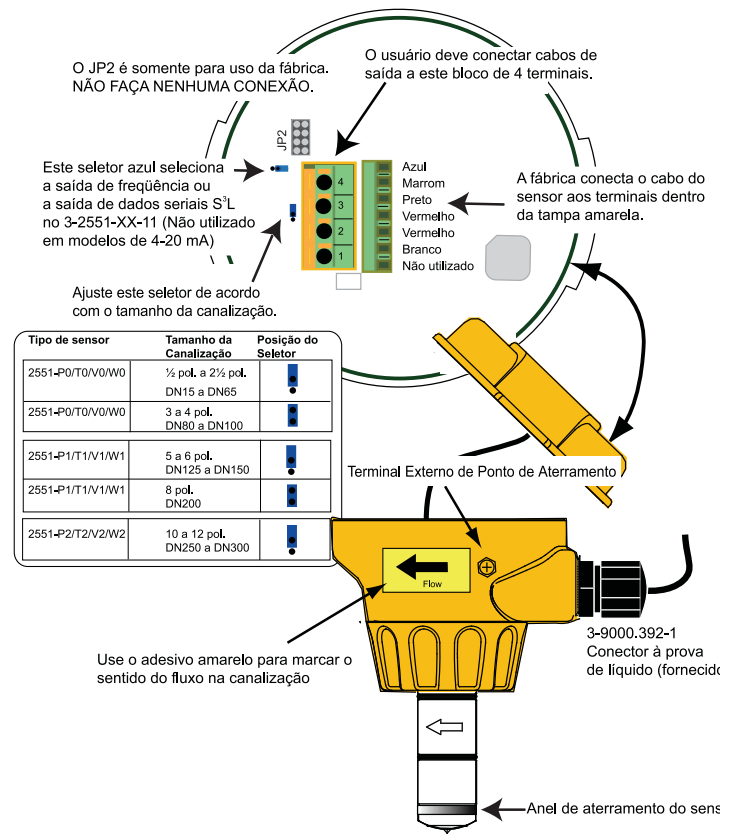 O JP2 é somente para uso da fábrica.
NÃO FAÇA NENHUMA CONEXÃO.
O usuário deve conectar cabos de
saída a este bloco de 4 terminais.
JP2
Este seletor azul seleciona
a saída de freqüência ou
a saída de dados seriais S³L
no 3-2551-XX-11 (Não utilizado
em modelos de 4-20 mA)
4
3
2
1
Azul
Marrom
Preto
Vermelho
Vermelho
Branco
Não utilizado
A fábrica conecta o cabo do
sensor aos terminais dentro
da tampa amarela.
Ajuste este seletor de acordo
com o tamanho da canalização.
Tipo de sensor Tamanho da Canalização Posição do Seletor
2551-P0/T0/V0/W0 ½ pol. a 2½ pol.
DN15 a DN65
2551-P0/T0/V0/W0 3 a 4 pol.
DN80 a DN100
2551-P1/T1/V1/W1 5 a 6 pol.
DN125 a DN150
2551-P1/T1/V1/W1 8 pol.
DN200
2551-P2/T2/V2/W2 10 a 12 pol.
DN250 a DN300
Terminal Externo de Ponto de Aterramento
Flow
3-9000.392-1
Conector à prova
de líquido (fornecido
Use o adesivo amarelo para marcar o
sentido do fluxo na canalização
Anel de aterramento do sens